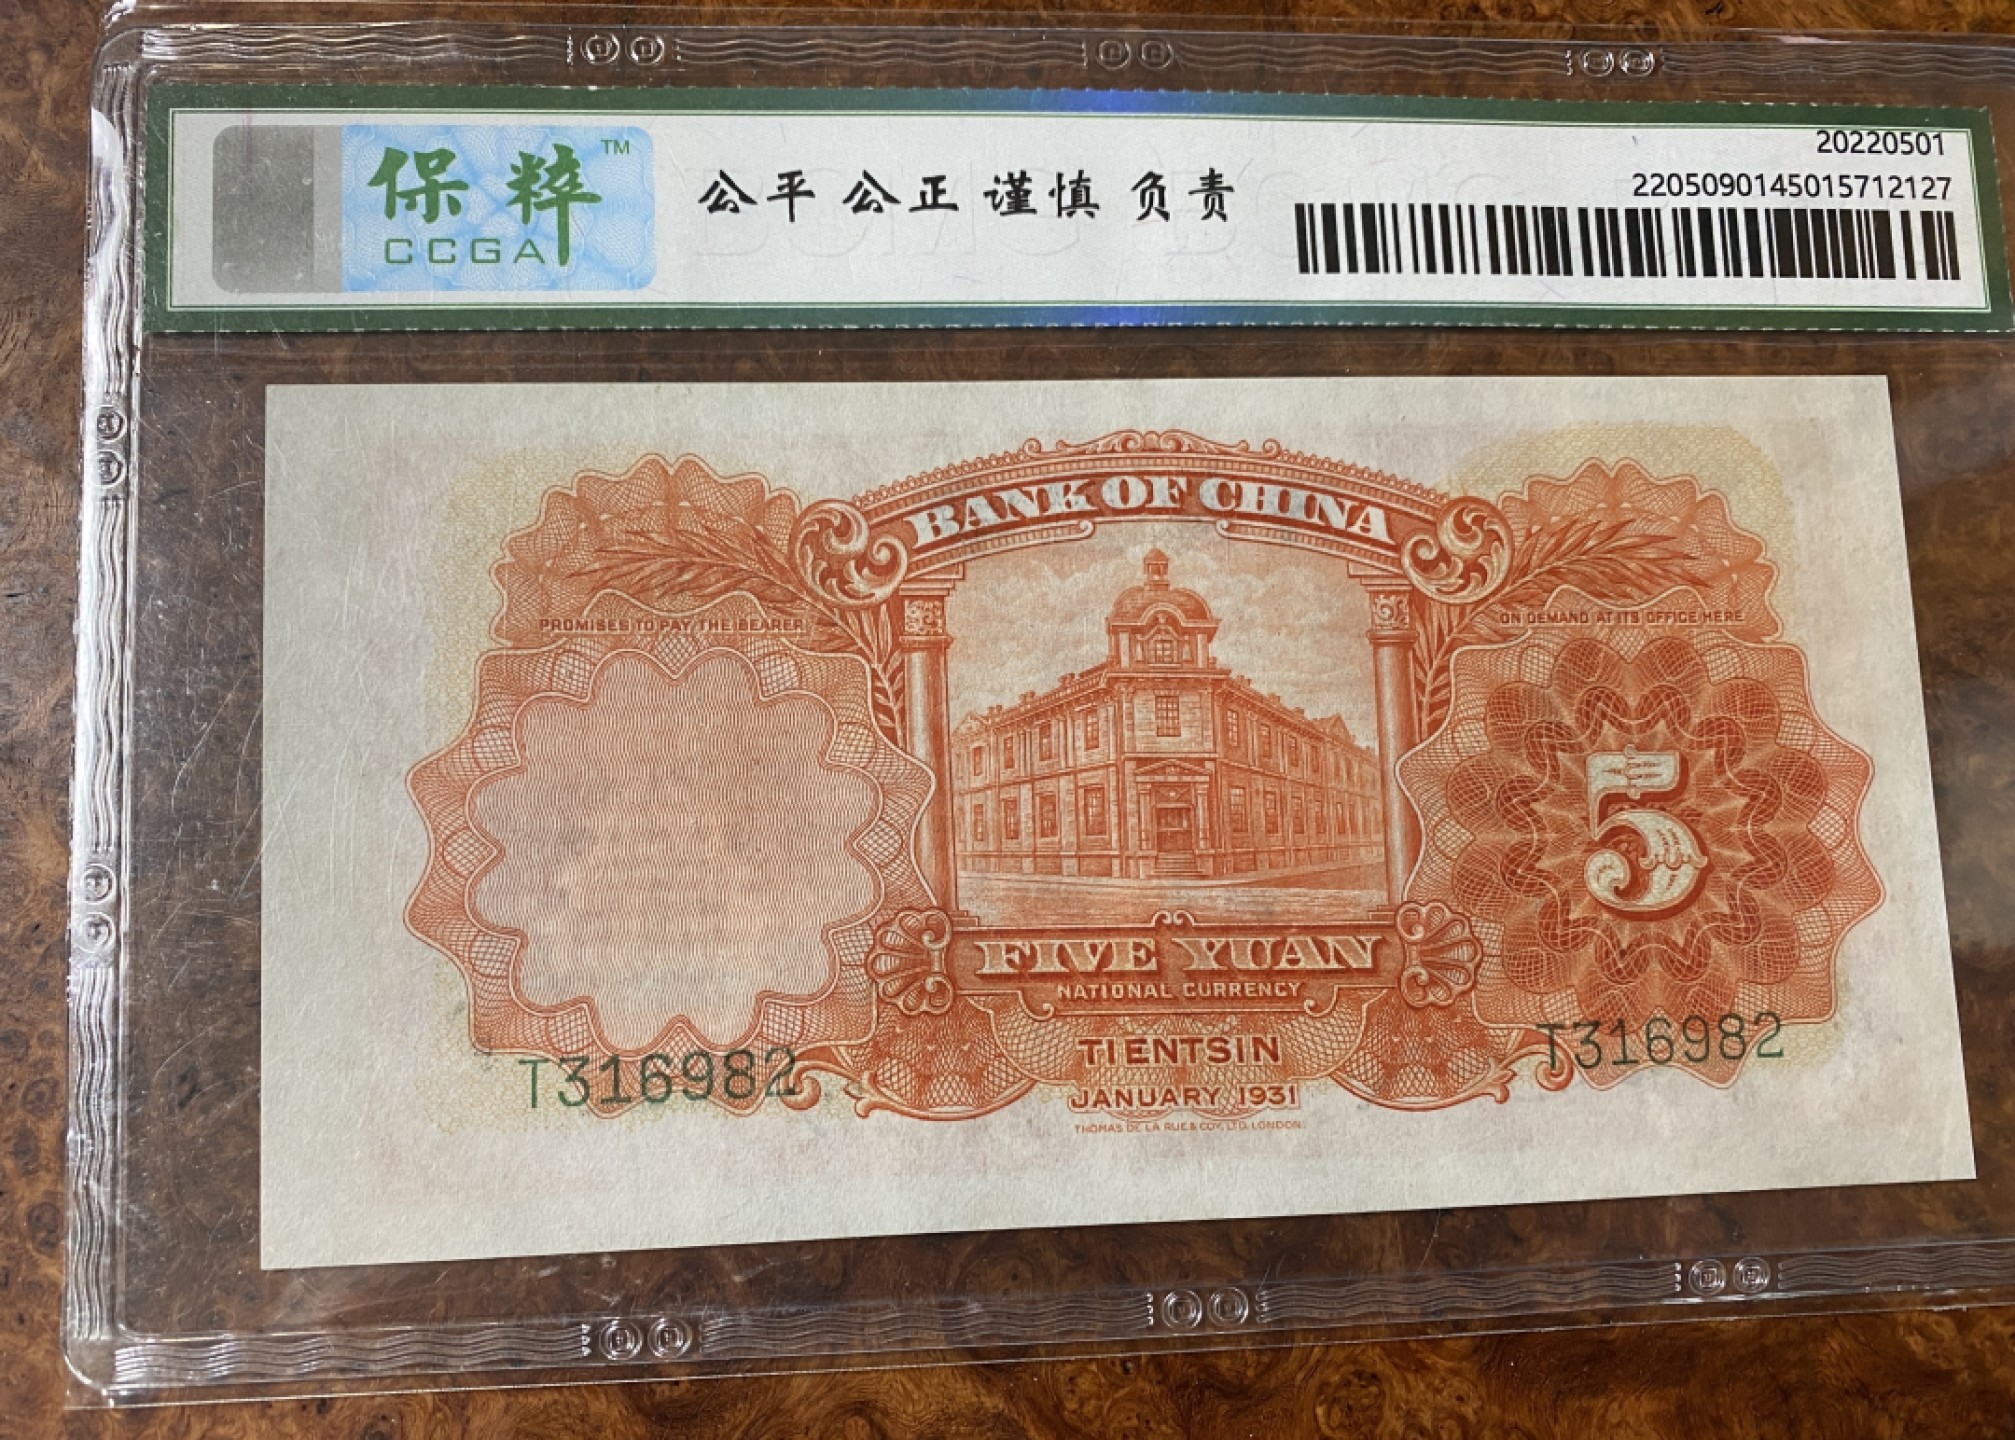 保粹™
CCGA
公平 公正 谨慎 负责
20220501
2205090145015712127
BANK OF CHINA
PROMISES TO PAY THE BEARER
ON DEMAND AT ITS OFFICE HERE
5
FIVE YUAN
NATIONAL CURRENCY
T316982
T316982
TIENTSIN
JANUARY 1931
THOMAS DE LA RUE & COY, LTD. LONDON.